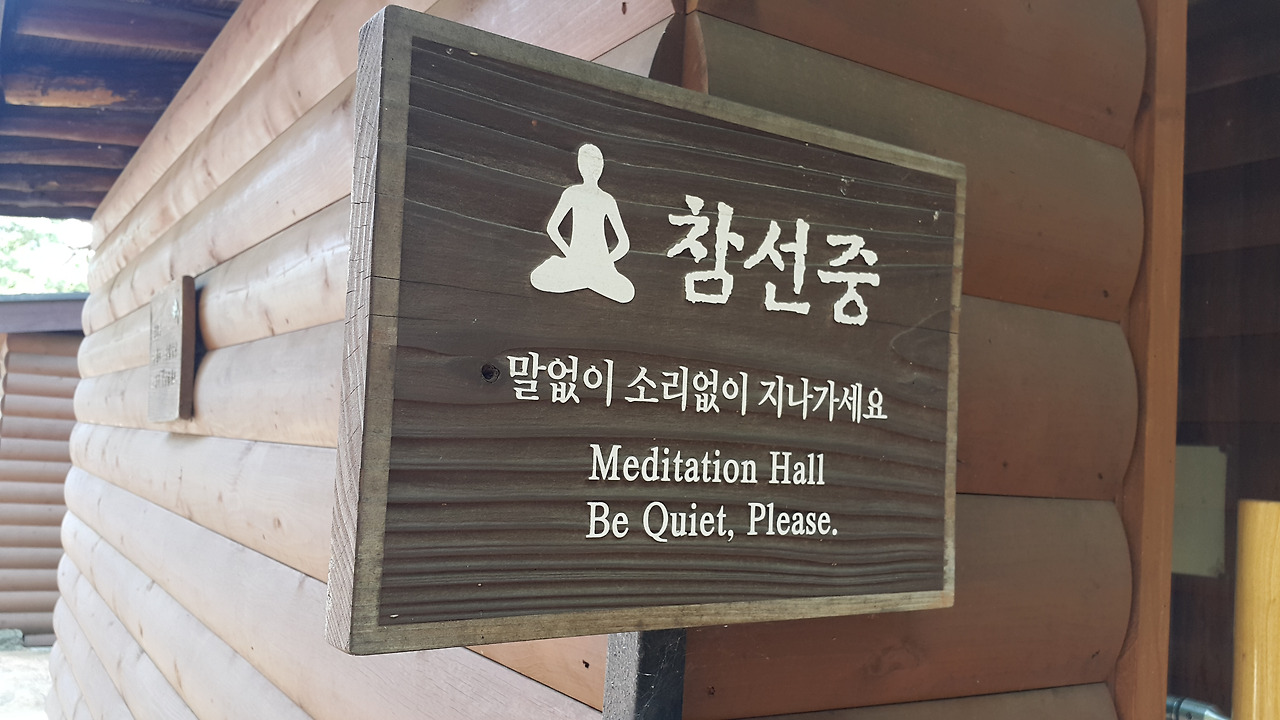 참선중
말없이 소리없이 지나가세요
Meditation Hall
Be Quiet, Please.